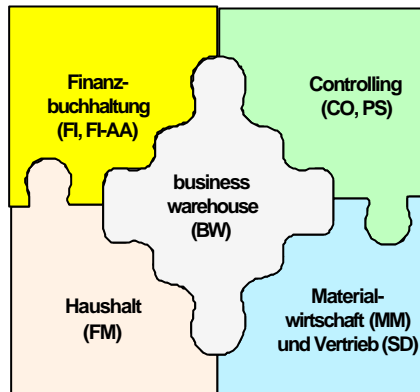 Finanz-
buchhaltung
(FI, FI-AA)
Controlling
(CO, PS)
business
warehouse
(BW)
Haushalt
(FM)
Material-
wirtschaft (MM)
und Vertrieb (SD)